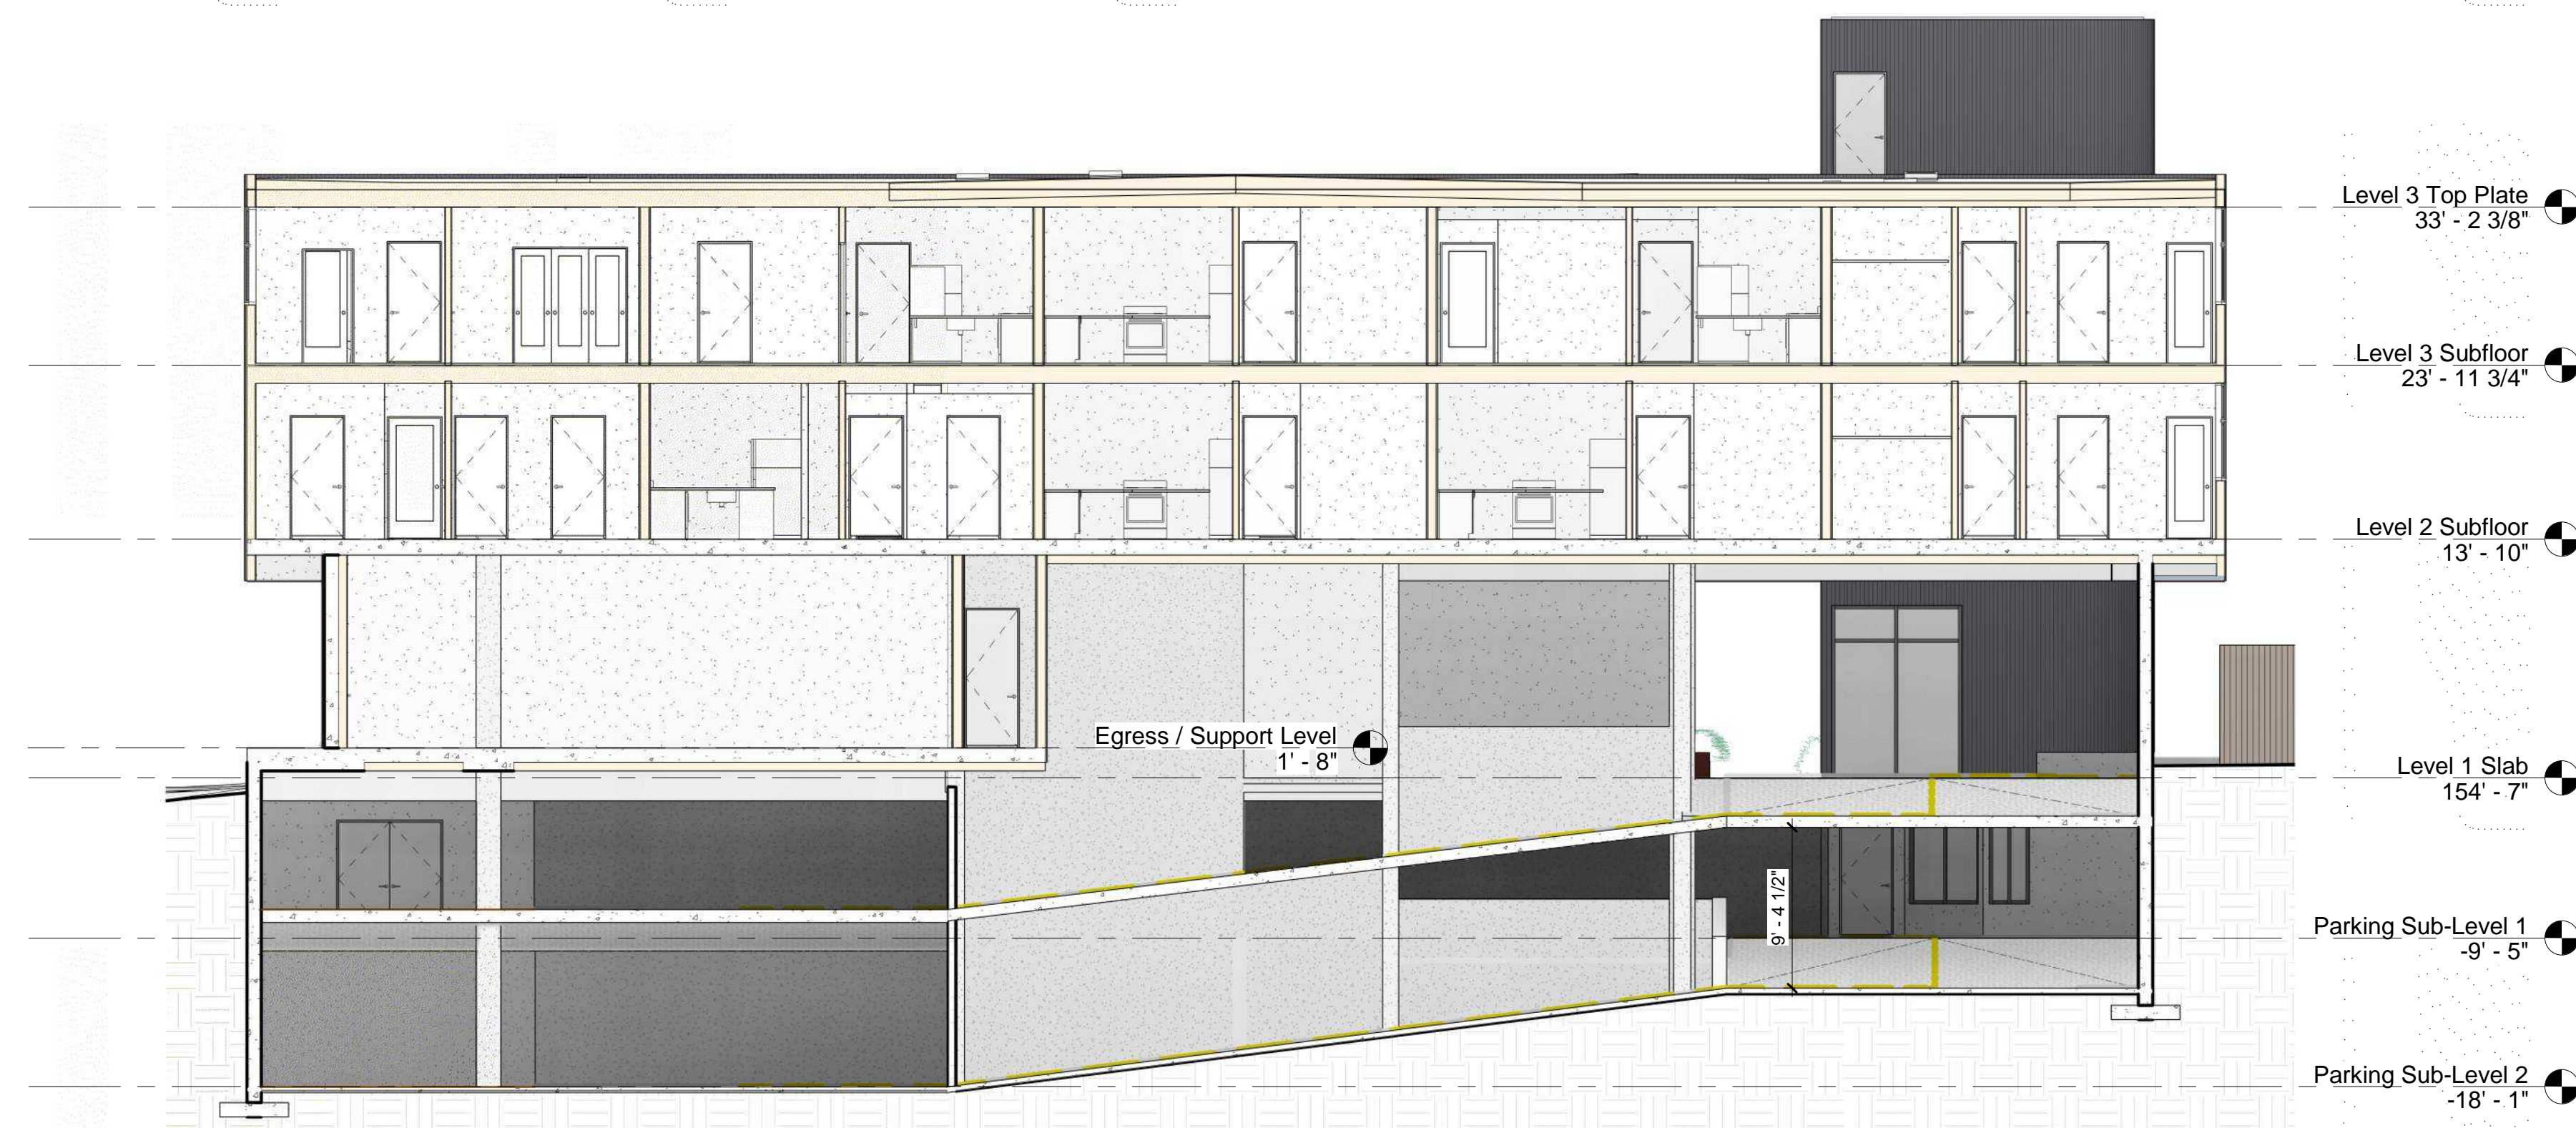 Level 3 Top Plate
33' - 2 3/8"
Level 3 Subfloor
23' - 11 3/4"
Level 2 Subfloor
13' - 10"
Egress / Support Level
1' - 8"
Level 1 Slab
154' - 7"
9' - 4 1/2"
Parking Sub-Level 1
-9' - 5"
Parking Sub-Level 2
-18' - 1"